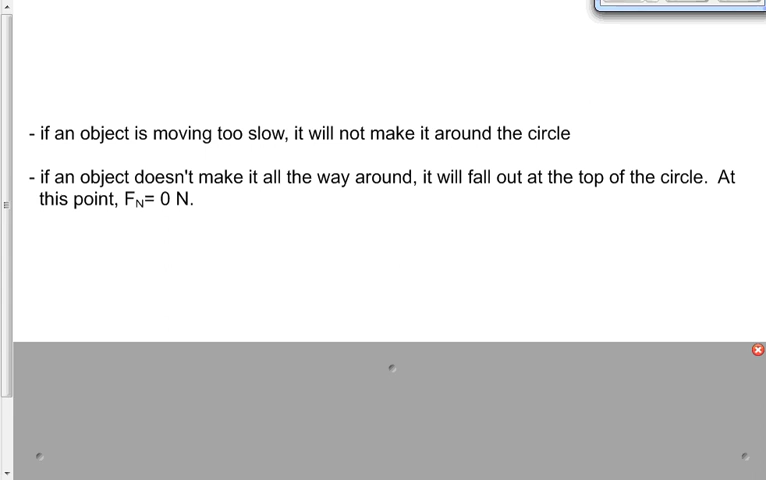 - if an object is moving too slow, it will not make it around the circle
- if an object doesn't make it all the way around, it will fall out at the top of the circle.  At
this point, FN= 0 N.